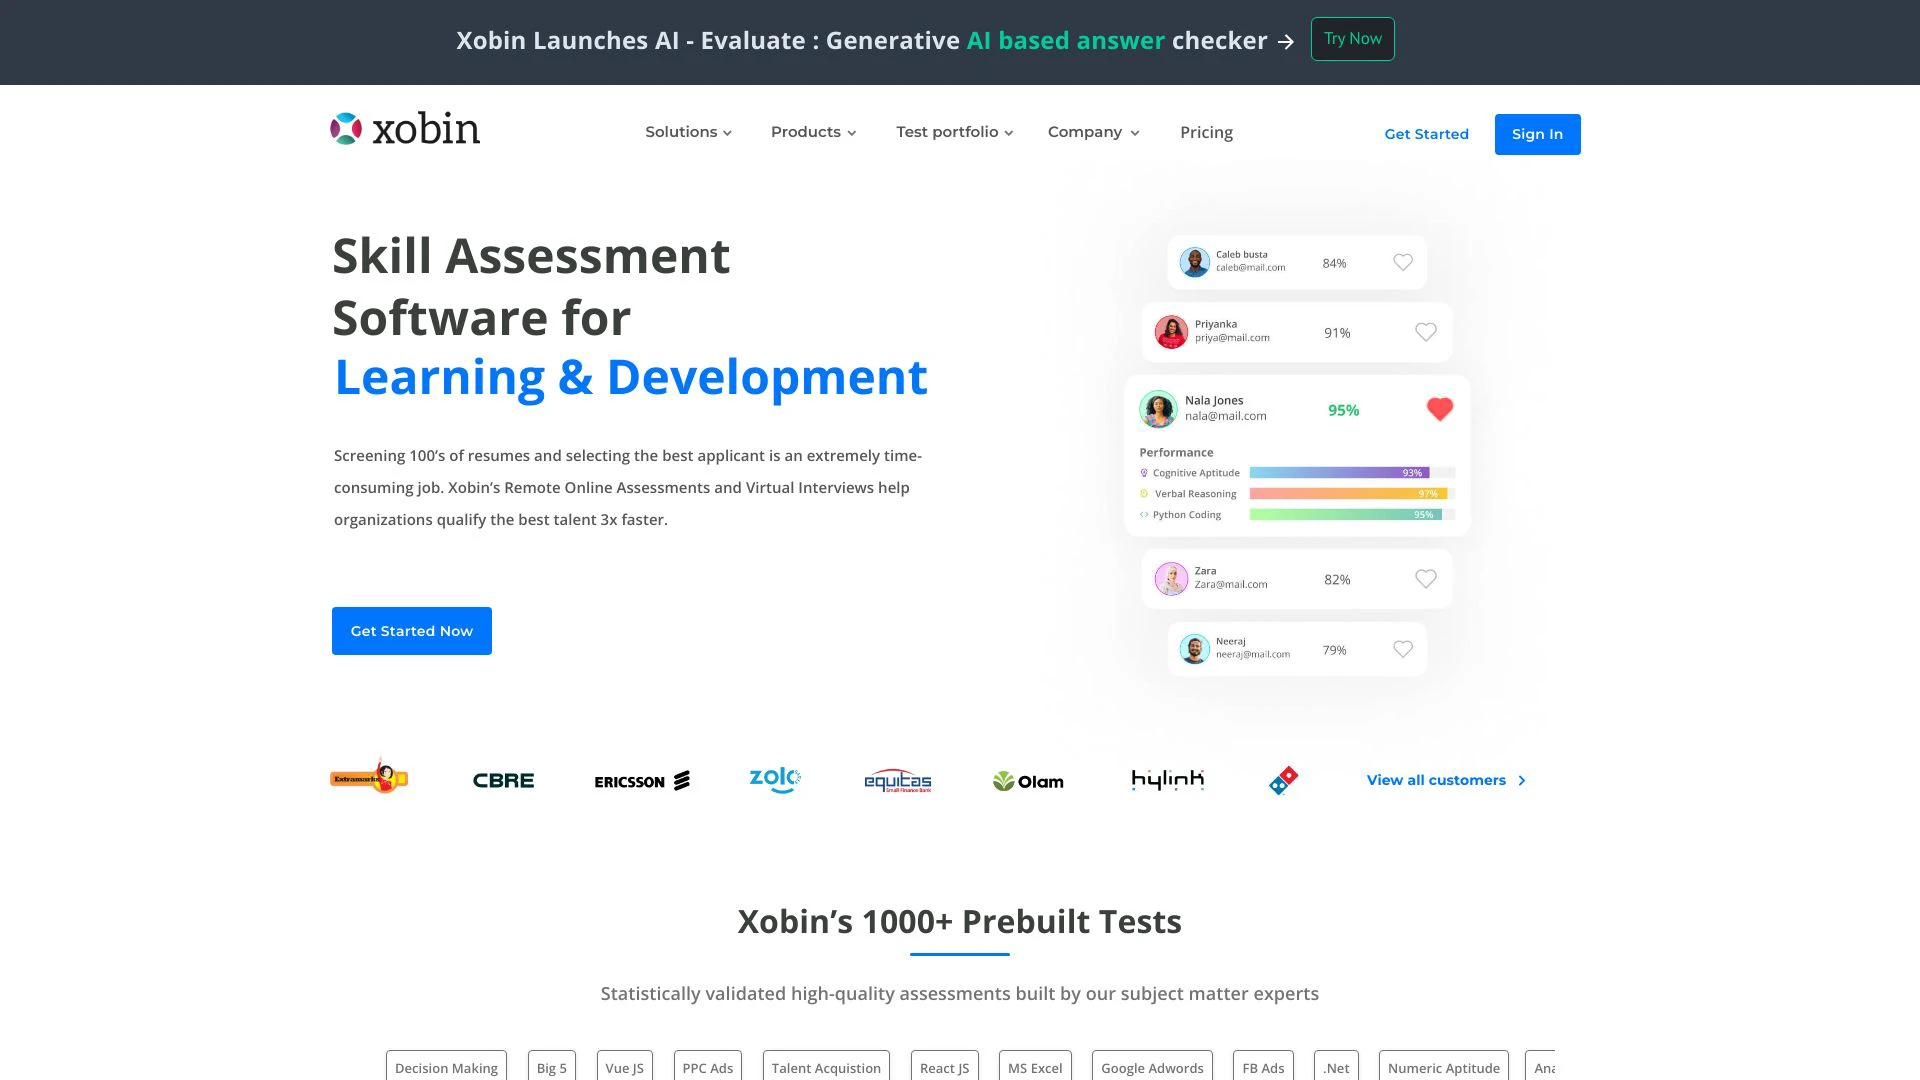 Xobin Launches AI - Evaluate : Generative AI based answer checker →
Try Now
xobin
Solutions
Products
Test portfolio
Company
Pricing
Get Started
Sign In
Skill Assessment
Software for
Learning & Development
Screening 100’s of resumes and selecting the best applicant is an extremely time-
consuming job. Xobin’s Remote Online Assessments and Virtual Interviews help
organizations qualify the best talent 3x faster.
Get Started Now
Caleb busta
caleb@mail.com
84%
Priyanka
priya@mail.com
91%
Nala Jones
nala@mail.com
95%
Performance
Cognitive Aptitude 93%
Verbal Reasoning 97%
Python Coding 95%
Zara
Zara@mail.com
82%
Neeraj
neeraj@mail.com
79%
Extramarks
CBRE
ERICSSON
zolo
equitas
Small Finance Bank
Olam
hylink
View all customers
Xobin’s 1000+ Prebuilt Tests
Statistically validated high-quality assessments built by our subject matter experts
Decision Making
Big 5
Vue JS
PPC Ads
Talent Acquistion
React JS
MS Excel
Google Adwords
FB Ads
.Net
Numeric Aptitude
Ana